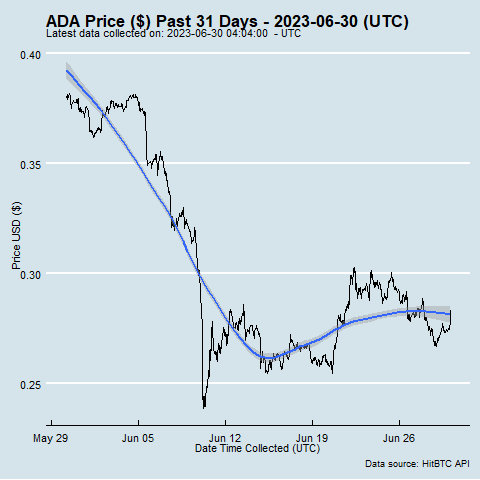 ADA Price ($) Past 31 Days - 2023-06-30 (UTC)
Latest data collected on: 2023-06-30 04:04:00 - UTC
0.40
0.35
0.30
0.25
Price USD ($)
May 29 Jun 05 Jun 12 Jun 19 Jun 26
Date Time Collected (UTC)
Data source: HitBTC API